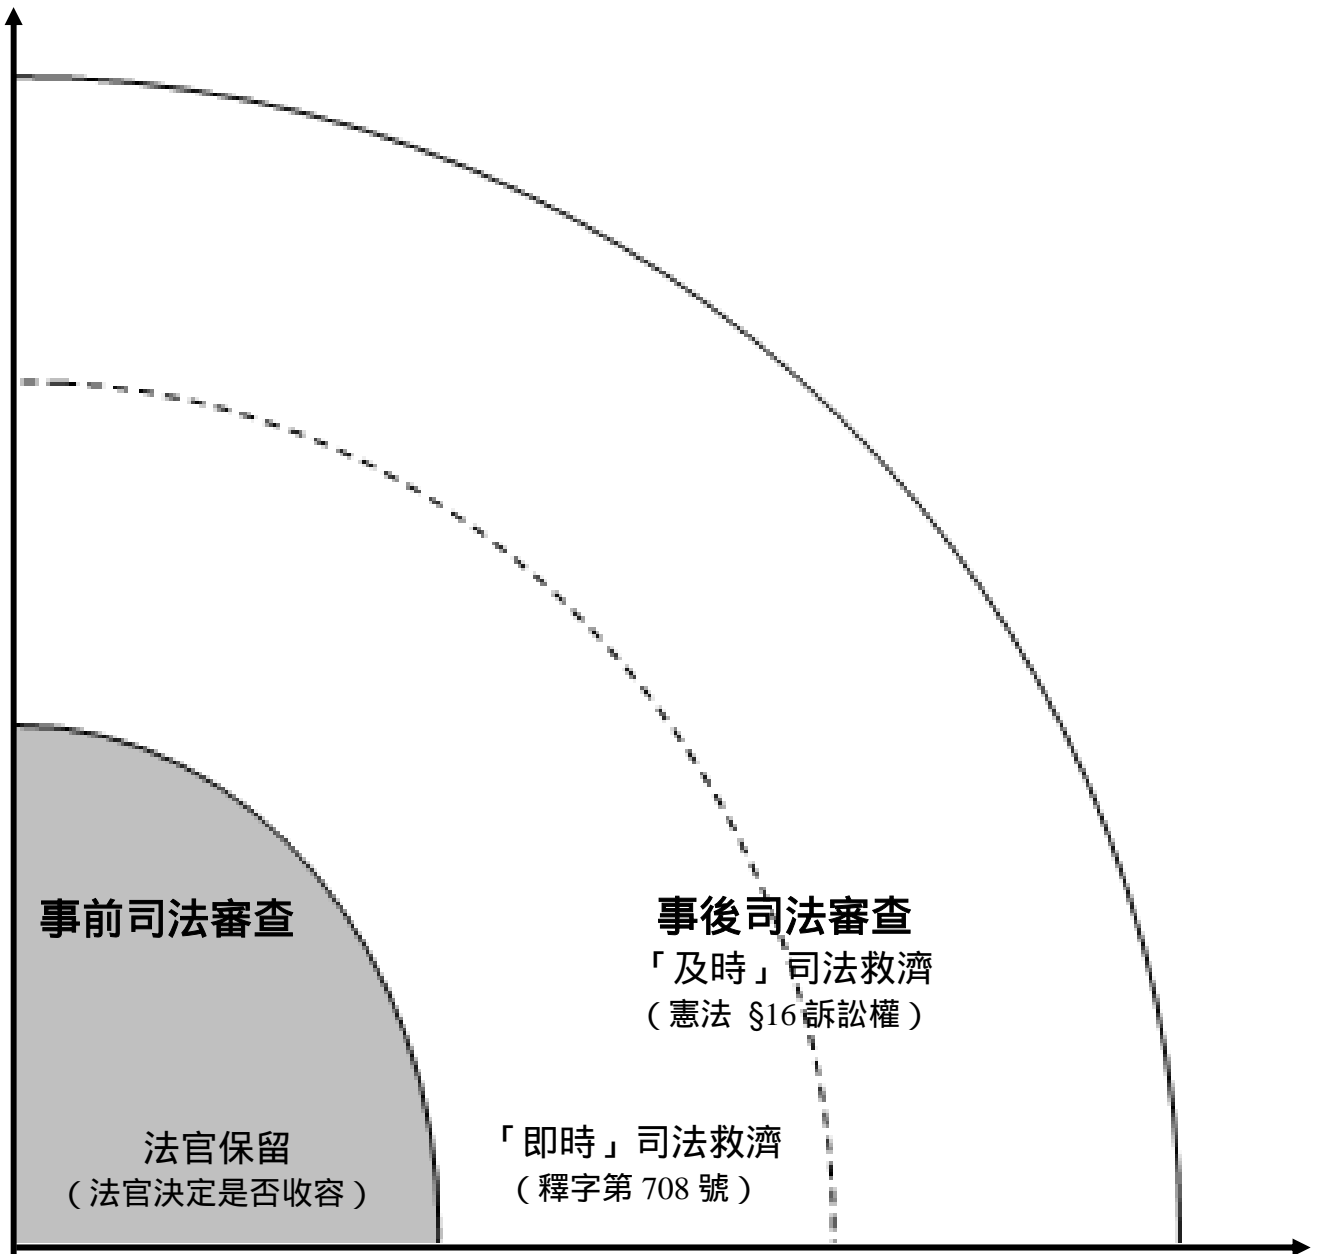 事前司法審查
事後司法審查
「及時」司法救濟
（憲法 §16 訴訟權）
法官保留
（法官決定是否收容）
「即時」司法救濟
（釋字第 708 號）